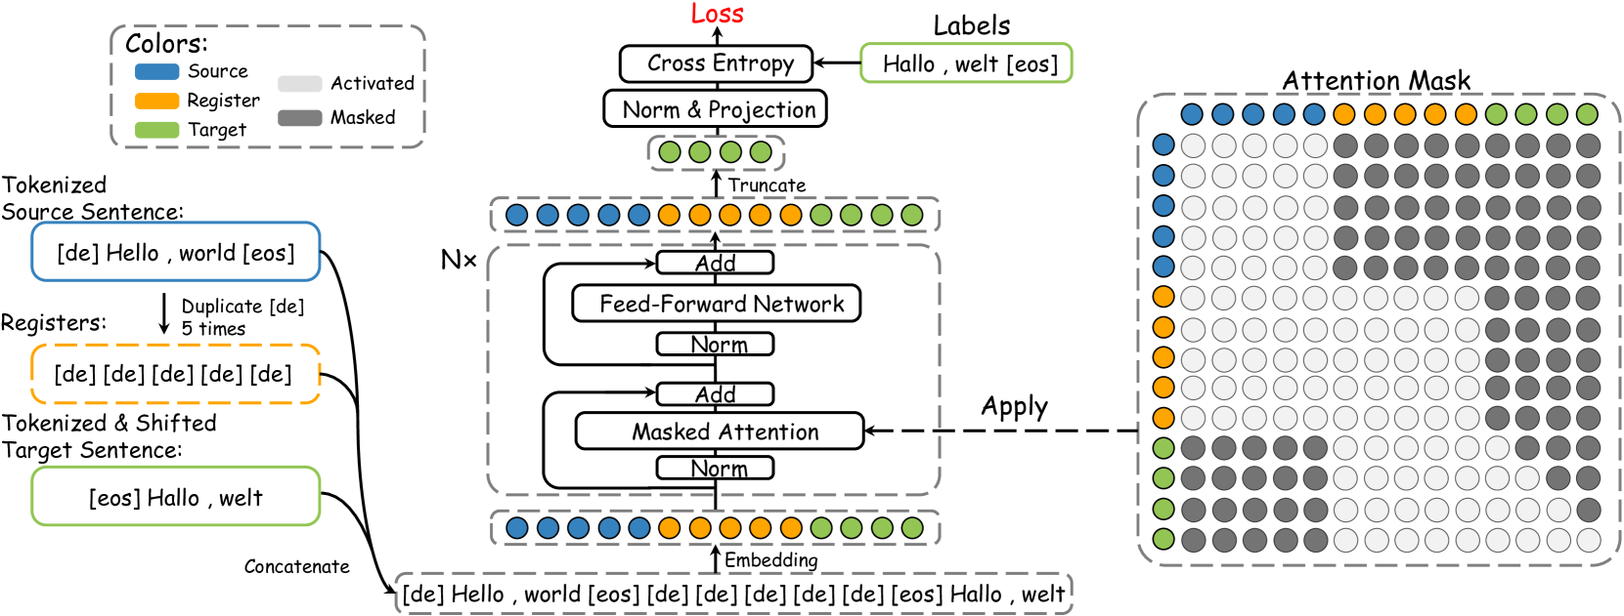 Colors:
Source
Register
Target
Activated
Masked
Tokenized
Source Sentence:
[de] Hello , world [eos]
Duplicate [de]
5 times
Registers:
[de] [de] [de] [de] [de]
Tokenized & Shifted
Target Sentence:
[eos] Hallo , welt
Concatenate
Loss
Cross Entropy
Labels
Hallo , welt [eos]
Norm & Projection
Truncate
N×
Add
Feed-Forward Network
Norm
Add
Masked Attention
Norm
Embedding
[de] Hello , world [eos] [de] [de] [de] [de] [de] [eos] Hallo , welt
Apply
Attention Mask